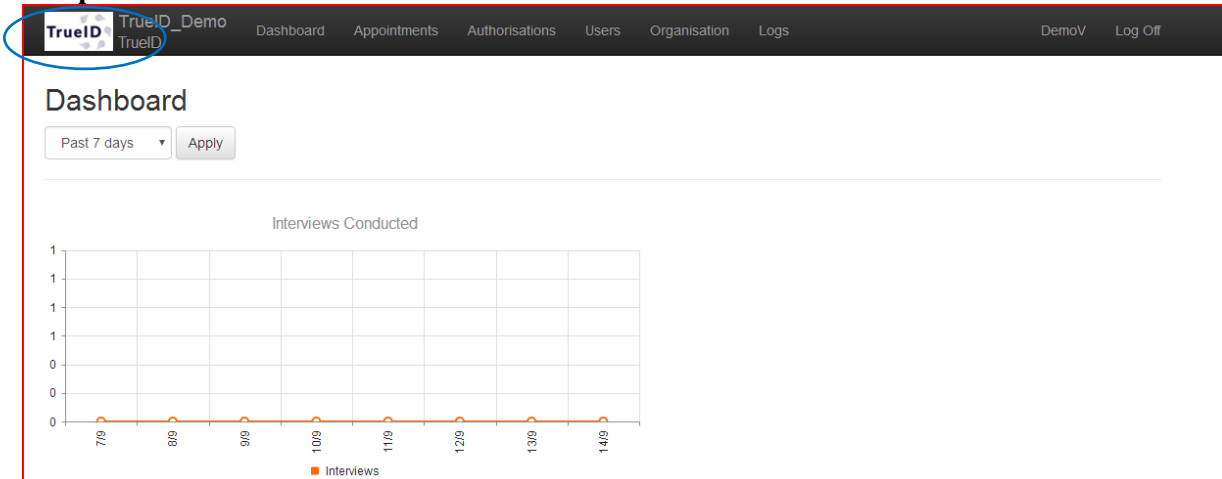 TrueID TrueID_Demo Dashboard Appointments Authorisations Users Organisation Logs DemoV Log Off
TrueID
Dashboard
Past 7 days Apply
Interviews Conducted
1
1
1
1
0
0
0
7/9 8/9 9/9 10/9 11/9 12/9 13/9 14/9
Interviews